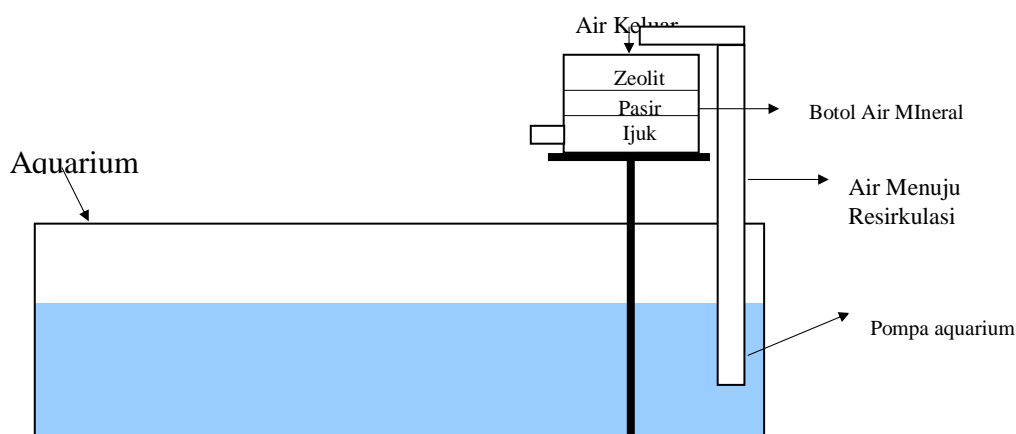 Air Keluar
Zeolit
Pasir
Ijuk
Botol Air MIneral
Aquarium
Air Menuju
Resirkulasi
Pompa aquarium